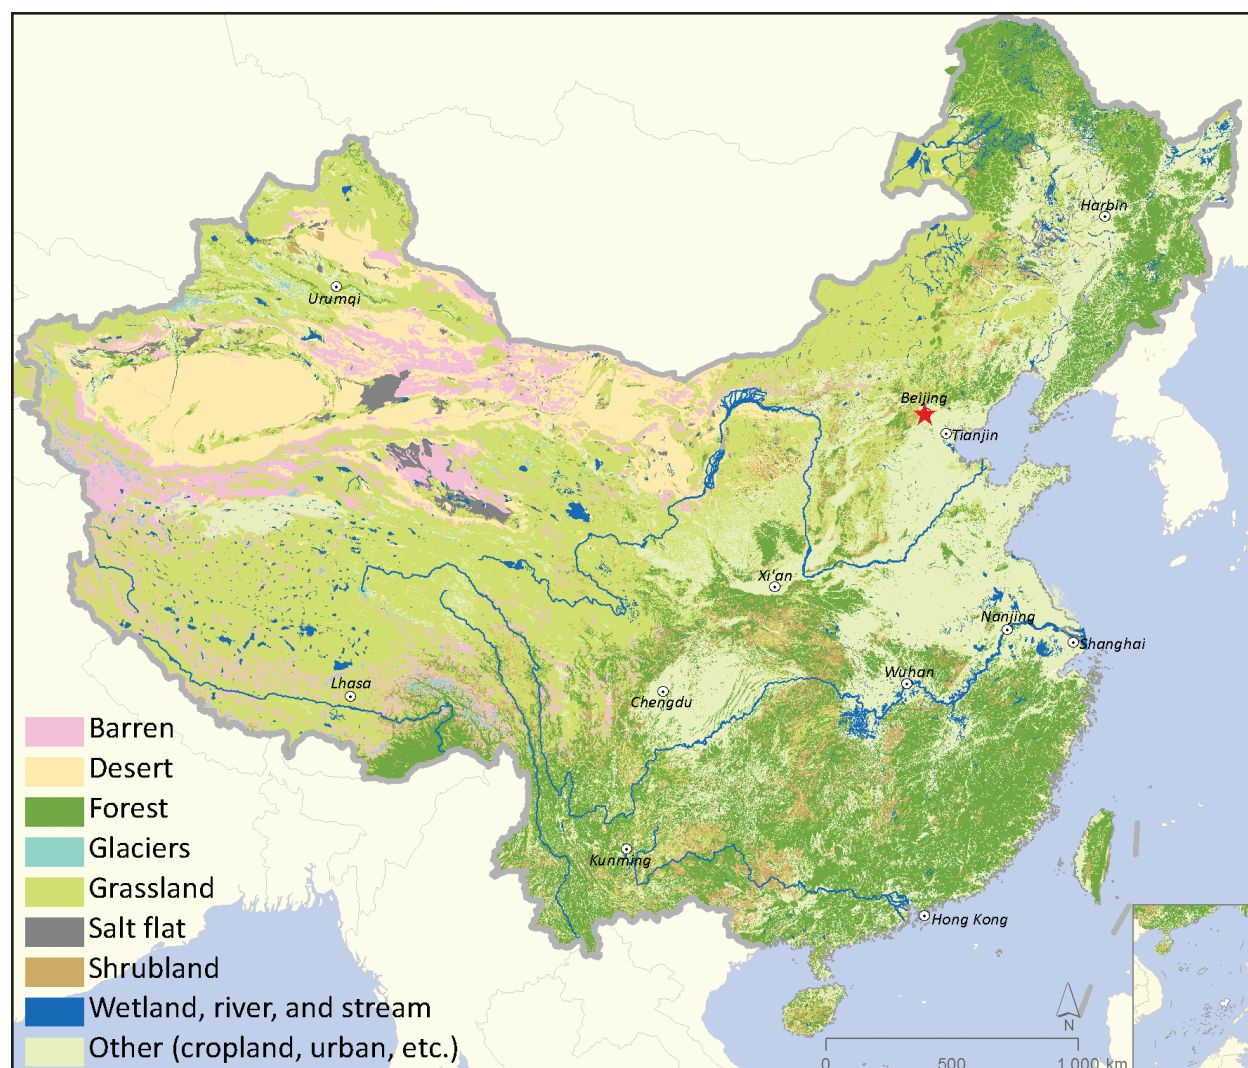 Harbin
Urumqi
Beijing
Tianjin
Xi'an
Nanjing
Shanghai
Wuhan
Lhasa
Chengdu
Kunming
Hong Kong
Barren
Desert
Forest
Glaciers
Grassland
Salt flat
Shrubland
Wetland, river, and stream
Other (cropland, urban, etc.)
N
0 500 1,000 km